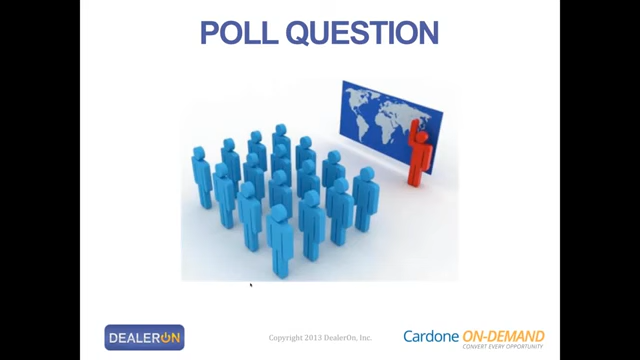 POLL QUESTION
DEALERON
Copyright 2013 DealerOn, Inc.
Cardone ON-DEMAND
CONVERT EVERY OPPORTUNITY